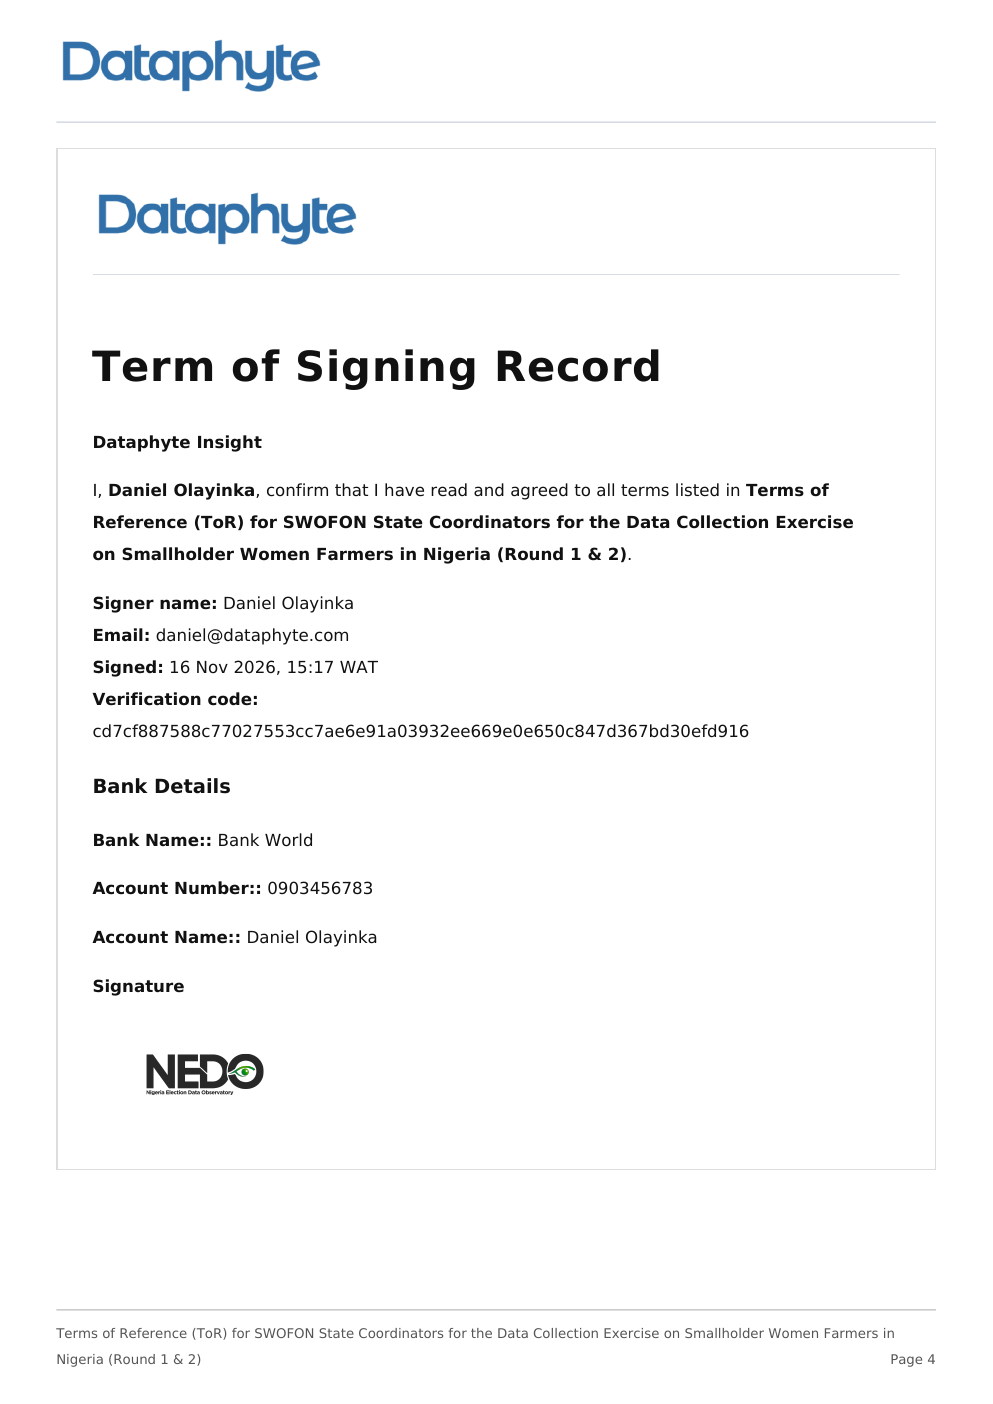 Dataphyte
Dataphyte
Term of Signing Record
Dataphyte Insight
I, Daniel Olayinka, confirm that I have read and agreed to all terms listed in Terms of
Reference (ToR) for SWOFON State Coordinators for the Data Collection Exercise
on Smallholder Women Farmers in Nigeria (Round 1 & 2).
Signer name: Daniel Olayinka
Email: daniel@dataphyte.com
Signed: 16 Nov 2026, 15:17 WAT
Verification code:
cd7cf887588c77027553cc7ae6e91a03932ee669e0e650c847d367bd30efd916
Bank Details
Bank Name:: Bank World
Account Number:: 0903456783
Account Name:: Daniel Olayinka
Signature
NEDO
Nigeria Election Data Observatory
Terms of Reference (ToR) for SWOFON State Coordinators for the Data Collection Exercise on Smallholder Women Farmers in
Nigeria (Round 1 & 2) Page 4